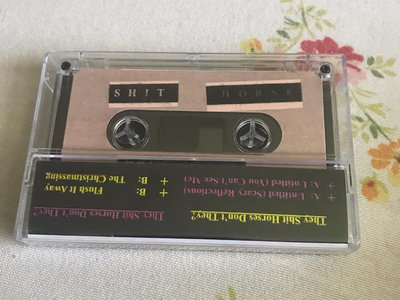 SHIT HORSE
They Shit Horses Don't They?
+ A: Untitled (Scary Reflections)
+ A: Untitled (You Can't See Me)
They Shit Horses Don't They?
+ B: Flush It Away
+ B: The Christmassing